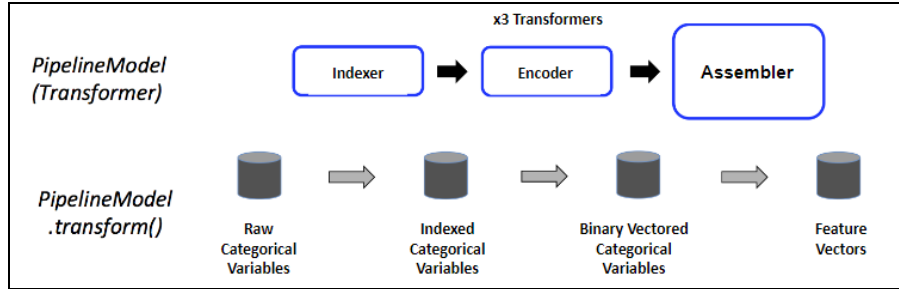 x3 Transformers
PipelineModel
(Transformer)
Indexer
Encoder
Assembler
PipelineModel
.transform()
Raw
Categorical
Variables
Indexed
Categorical
Variables
Binary Vectored
Categorical
Variables
Feature
Vectors